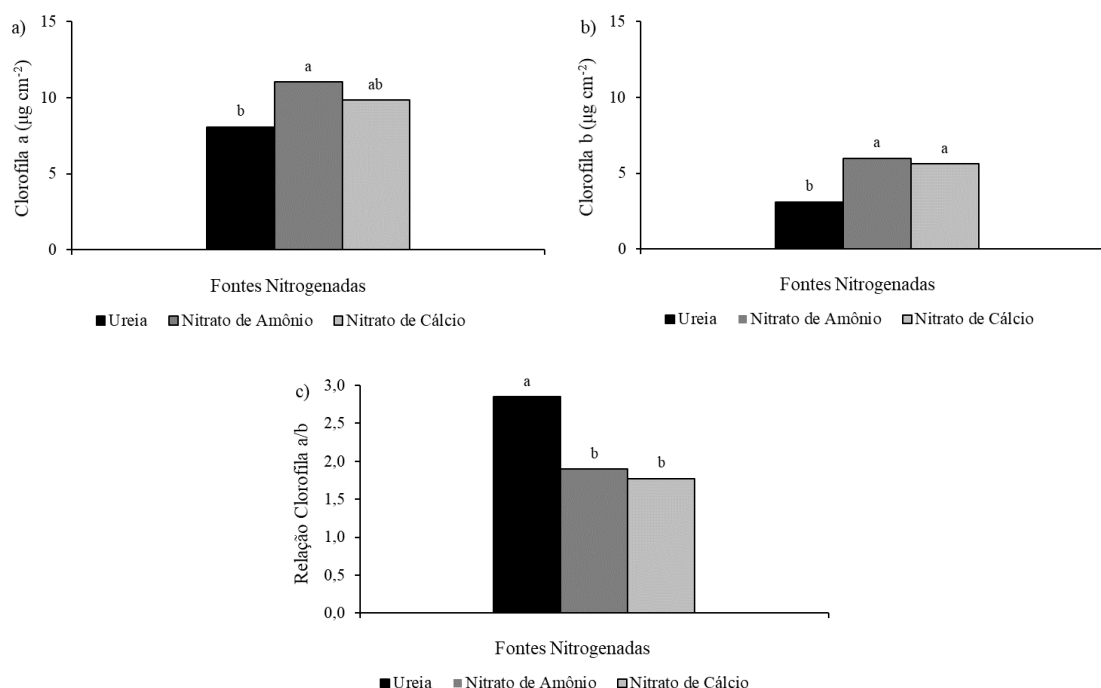 a)
Clorofila a (µg cm⁻²)
15
10
5
0
b
a
ab
Fontes Nitrogenadas
Ureia Nitrato de Amônio Nitrato de Cálcio
b)
Clorofila b (µg cm⁻²)
15
10
5
0
b
a
a
Fontes Nitrogenadas
Ureia Nitrato de Amônio Nitrato de Cálcio
c)
Relação Clorofila a/b
3,0
2,5
2,0
1,5
1,0
0,5
0,0
a
b
b
Fontes Nitrogenadas
Ureia Nitrato de Amônio Nitrato de Cálcio